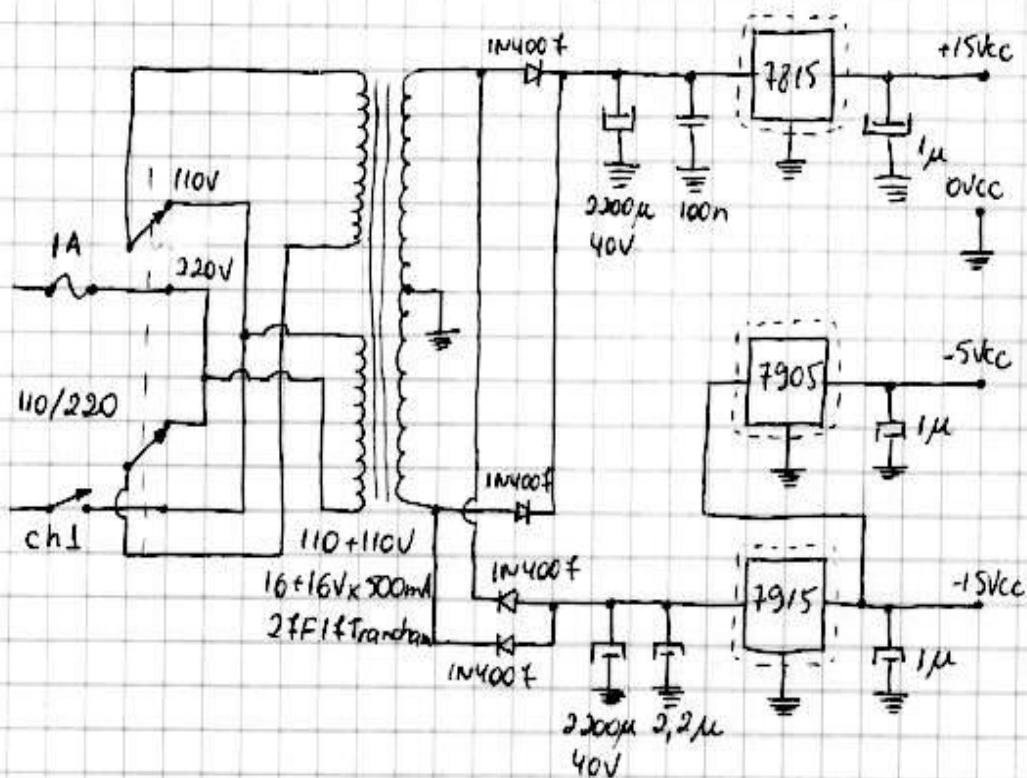 1N4007
7815
+15Vcc
1µ
0Vcc
2200µ
40V
100n
110V
220V
1A
7905
-5Vcc
1µ
110/220
ch1
1N4007
110+110V
16+16V x 500mA
1N4007
1N4007
2200µ
40V
2,2µ
7915
-15Vcc
1µ